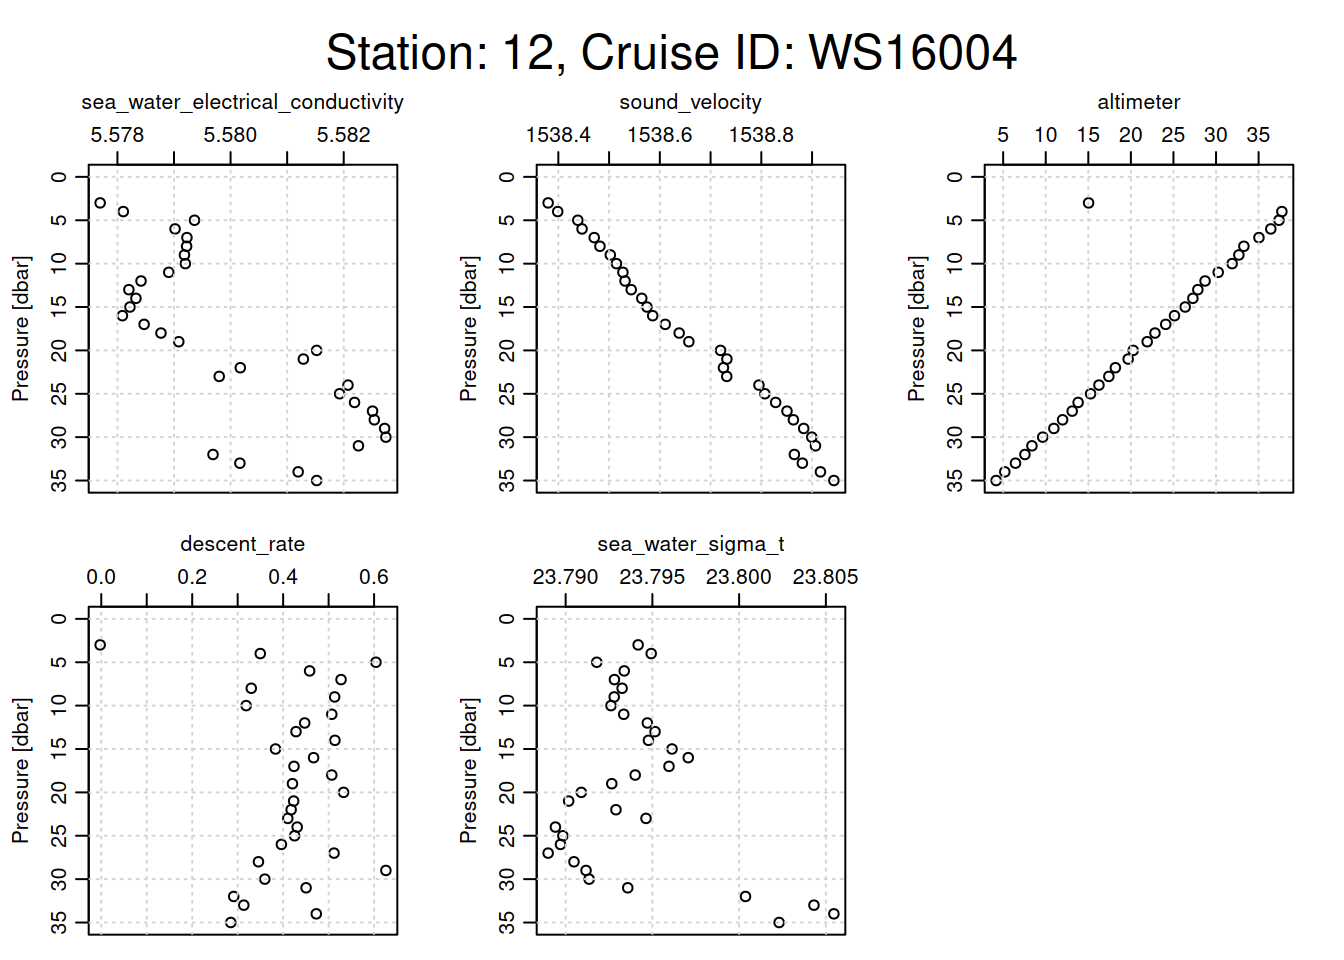 Station: 12, Cruise ID: WS16004
sea_water_electrical_conductivity
5.578 5.580 5.582
0 5 10 15 20 25 30 35
Pressure [dbar]
sound_velocity
1538.4 1538.6 1538.8
0 5 10 15 20 25 30 35
Pressure [dbar]
altimeter
5 10 15 20 25 30 35
0 5 10 15 20 25 30 35
Pressure [dbar]
descent_rate
0.0 0.2 0.4 0.6
0 5 10 15 20 25 30 35
Pressure [dbar]
sea_water_sigma_t
23.790 23.795 23.800 23.805
0 5 10 15 20 25 30 35
Pressure [dbar]